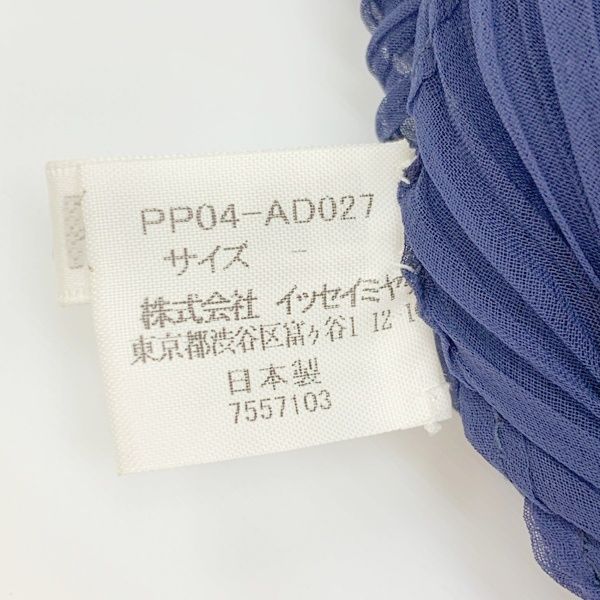 PP04-AD027
サイズ -
株式会社 イッセイミヤ
東京都渋谷区富ヶ谷1 12 1
日本製
7557103